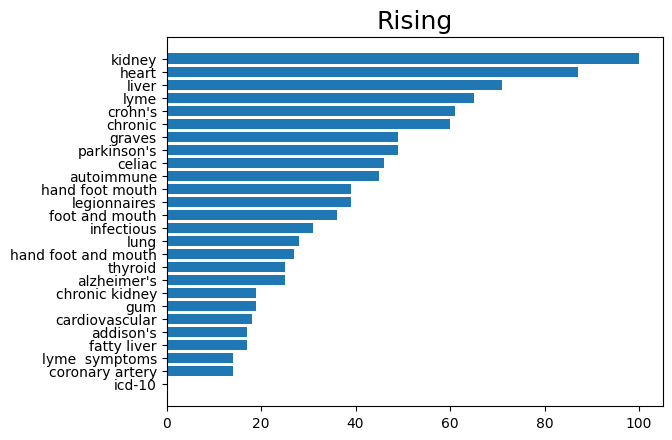 Rising
kidney
heart
liver
lyme
crohn's
chronic
graves
parkinson's
celiac
autoimmune
hand foot mouth
legionnaires
foot and mouth
infectious
lung
hand foot and mouth
thyroid
alzheimer's
chronic kidney
gum
cardiovascular
addison's
fatty liver
lyme  symptoms
coronary artery
icd-10
0 20 40 60 80 100